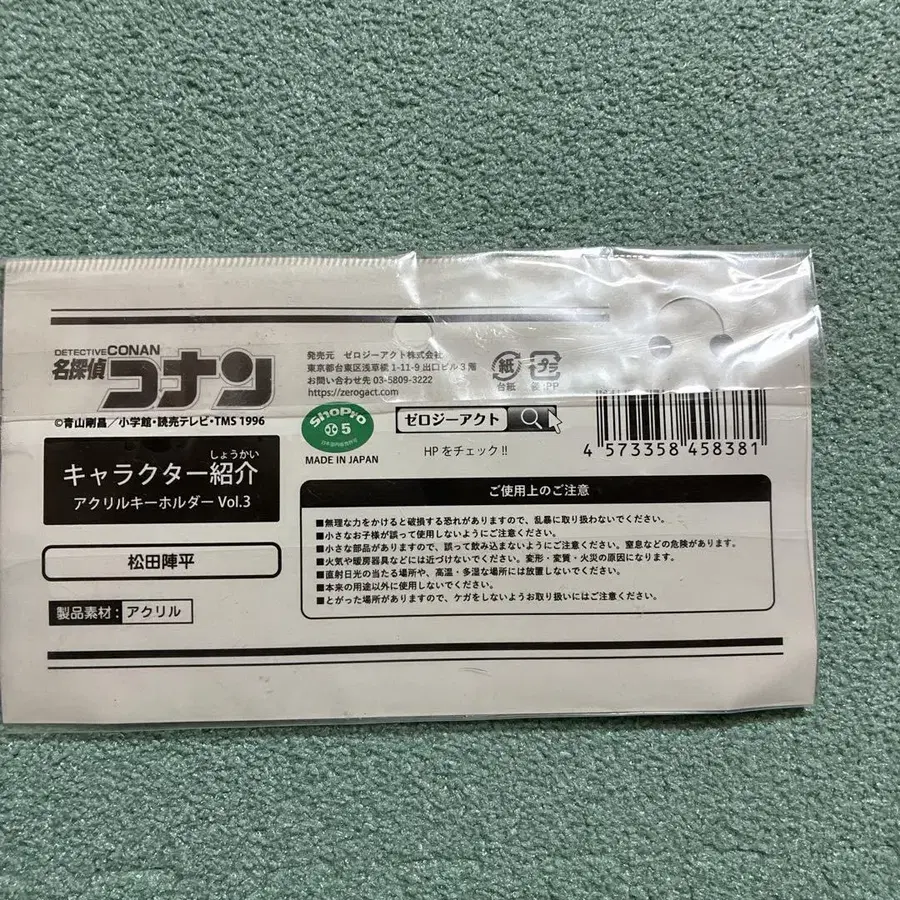 DETECTIVE CONAN
名探偵
コナン
©青山剛昌／小学館・読売テレビ・TMS 1996
しょうかい
キャラクター紹介
アクリルキーホルダー Vol.3
松田陣平
製品素材：アクリル
発売元　ゼロジーアクト株式会社
東京都台東区浅草橋 1-11-9 出口ビル3階
お問い合わせ先 03-5809-3222
https://zerogact.com
紙
台紙
プラ
袋:PP
ShoPro
5
日本国内販売許可
MADE IN JAPAN
ゼロジーアクト
HPをチェック!!
4 573358 458381
ご使用上のご注意
■無理な力をかけると破損する恐れがありますので、乱暴に取り扱わないでください。
■小さなお子様が誤って使用しないようにご注意ください。
■小さな部品がありますので、誤って飲み込まないようにご注意ください。窒息などの危険があります。
■火気や暖房器具などには近づけないでください。変形・変質・火災の原因になります。
■直射日光の当たる場所や、高温・多湿な場所には放置しないでください。
■本来の用途以外に使用しないでください。
■とがった場所がありますので、ケガをしないようお取り扱いにはご注意ください。